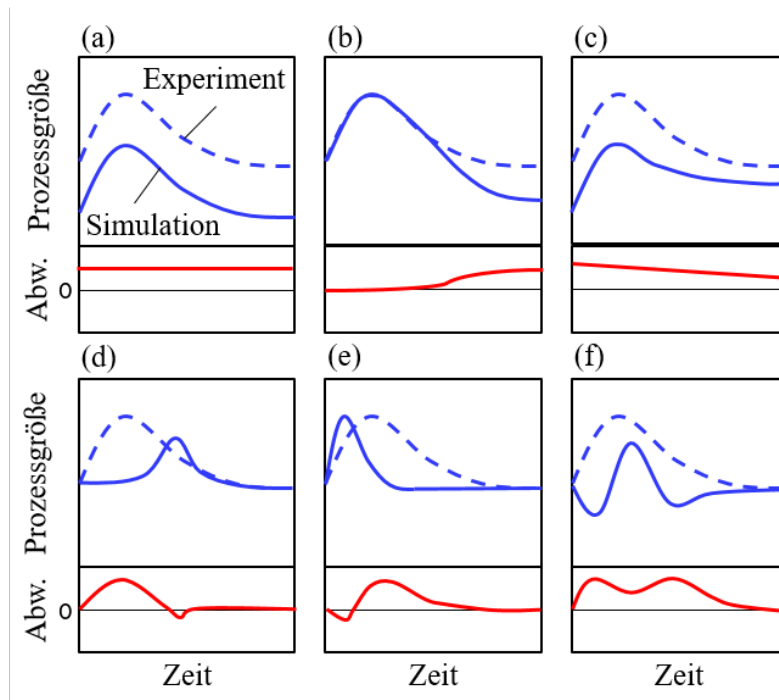 (a) (b) (c)
Experiment
Simulation
Prozessgröße
Abw.
0
(d) (e) (f)
Prozessgröße
Abw.
0
Zeit Zeit Zeit